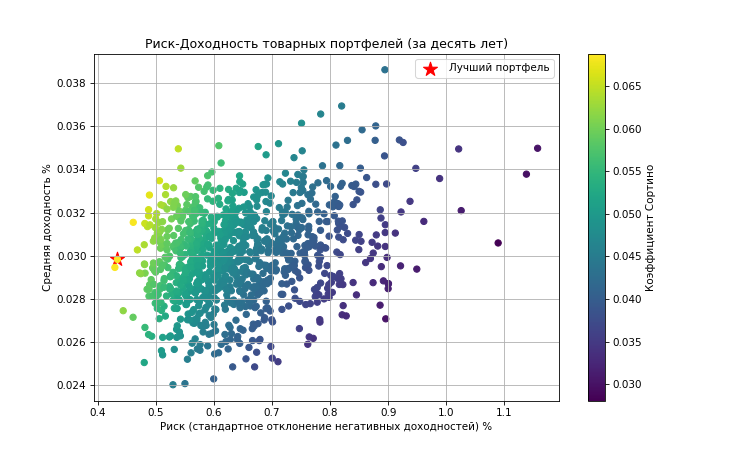 Риск-Доходность товарных портфелей (за десять лет)
Лучший портфель
Средняя доходность %
0.038
0.036
0.034
0.032
0.030
0.028
0.026
0.024
0.4 0.5 0.6 0.7 0.8 0.9 1.0 1.1
Риск (стандартное отклонение негативных доходностей) %
0.065
0.060
0.055
0.050
0.045
0.040
0.035
0.030
Коэффициент Сортино